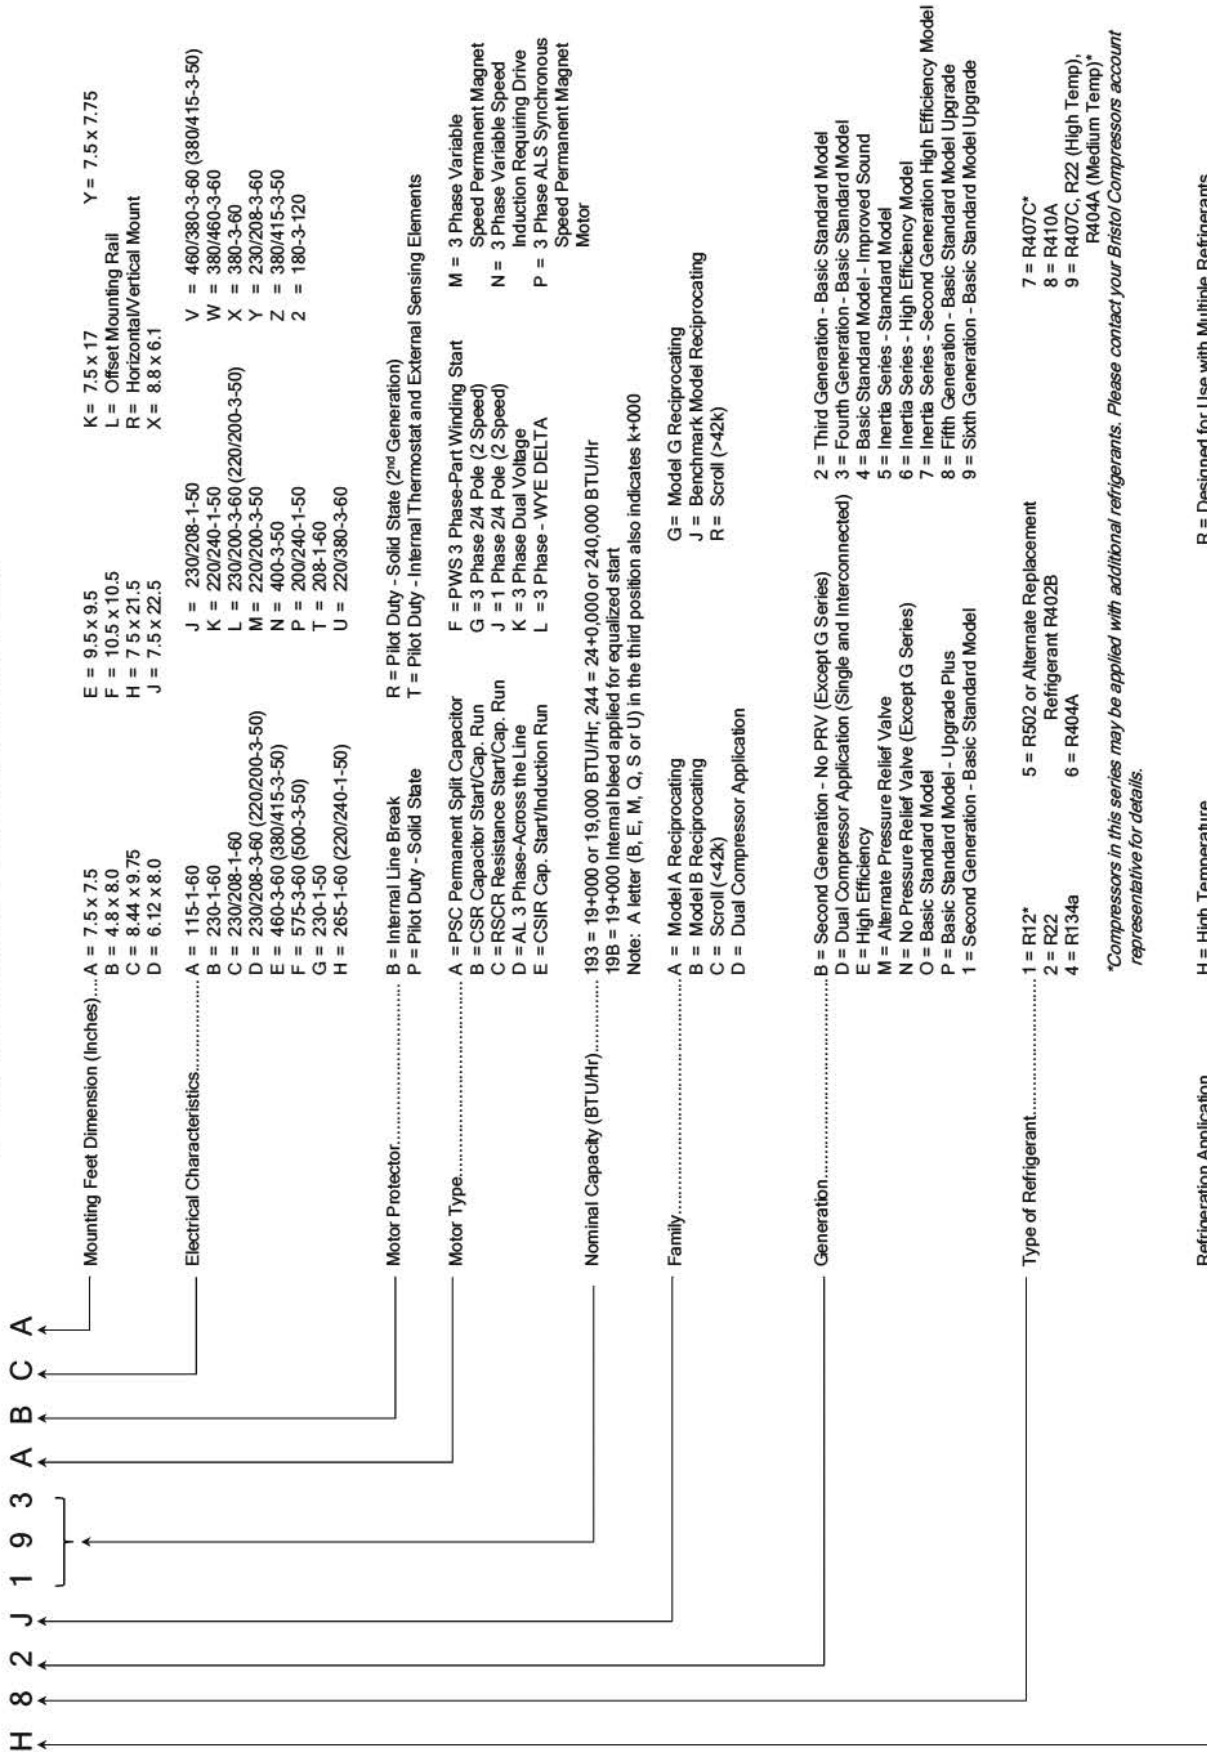 H 8 2 J 1 9 3 A B C A
Mounting Feet Dimension (Inches)....A = 7.5 x 7.5
B = 4.8 x 8.0
C = 8.44 x 9.75
D = 6.12 x 8.0
E = 9.5 x 9.5
F = 10.5 x 10.5
H = 7 5 x 21.5
J = 7.5 x 22.5
K = 7.5 x 17
L = Offset Mounting Rail
R = Horizontal/Vertical Mount
X = 8.8 x 6.1
Y = 7.5 x 7.75
Electrical Characteristics..................A = 115-1-60
B = 230-1-60
C = 230/208-1-60
D = 230/208-3-60 (220/200-3-50)
E = 460-3-60 (380/415-3-50)
F = 575-3-60 (500-3-50)
G = 230-1-50
H = 265-1-60 (220/240-1-50)
J = 230/208-1-50
K = 220/240-1-50
L = 230/200-3-60 (220/200-3-50)
M = 220/200-3-50
N = 400-3-50
P = 200/240-1-50
T = 208-1-60
U = 220/380-3-60
V = 460/380-3-60 (380/415-3-50)
W = 380/460-3-60
X = 380-3-60
Y = 230/208-3-60
Z = 380/415-3-50
2 = 180-3-120
Motor Protector................................B = Internal Line Break
P = Pilot Duty - Solid State
R = Pilot Duty - Solid State (2nd Generation)
T = Pilot Duty - Internal Thermostat and External Sensing Elements
Motor Type.......................................A = PSC Permanent Split Capacitor
B = CSR Capacitor Start/Cap. Run
C = RSCR Resistance Start/Cap. Run
D = AL 3 Phase-Across the Line
E = CSIR Cap. Start/Induction Run
F = PWS 3 Phase-Part Winding Start
G = 3 Phase 2/4 Pole (2 Speed)
J = 1 Phase 2/4 Pole (2 Speed)
K = 3 Phase Dual Voltage
L = 3 Phase - WYE DELTA
M = 3 Phase Variable
Speed Permanent Magnet
N = 3 Phase Variable Speed
Induction Requiring Drive
P = 3 Phase ALS Synchronous
Speed Permanent Magnet
Motor
Nominal Capacity (BTU/Hr)............193 = 19+000 or 19,000 BTU/Hr; 244 = 24+0,000 or 240,000 BTU/Hr
19B = 19+000 Internal bleed applied for equalized start
Note: A letter (B, E, M, Q, S or U) in the third position also indicates k+000
Family...............................................A = Model A Reciprocating
B = Model B Reciprocating
C = Scroll (<42k)
D = Dual Compressor Application
G = Model G Reciprocating
J = Benchmark Model Reciprocating
R = Scroll (>42k)
Generation........................................B = Second Generation - No PRV (Except G Series)
D = Dual Compressor Application (Single and Interconnected)
E = High Efficiency
M = Alternate Pressure Relief Valve
N = No Pressure Relief Valve (Except G Series)
O = Basic Standard Model
P = Basic Standard Model - Upgrade Plus
1 = Second Generation - Basic Standard Model
2 = Third Generation - Basic Standard Model
3 = Fourth Generation - Basic Standard Model
4 = Basic Standard Model - Improved Sound
5 = Inertia Series - Standard Model
6 = Inertia Series - High Efficiency Model
7 = Inertia Series - Second Generation High Efficiency Model
8 = Fifth Generation - Basic Standard Model Upgrade
9 = Sixth Generation - Basic Standard Model Upgrade
Type of Refrigerant..........................1 = R12*
2 = R22
4 = R134a
5 = R502 or Alternate Replacement
Refrigerant R402B
6 = R404A
7 = R407C*
8 = R410A
9 = R407C, R22 (High Temp),
R404A (Medium Temp)*
*Compressors in this series may be applied with additional refrigerants. Please contact your Bristol Compressors account
representative for details.
Refrigeration Application
H = High Temperature
R = Designed for Use with Multiple Refrigerants